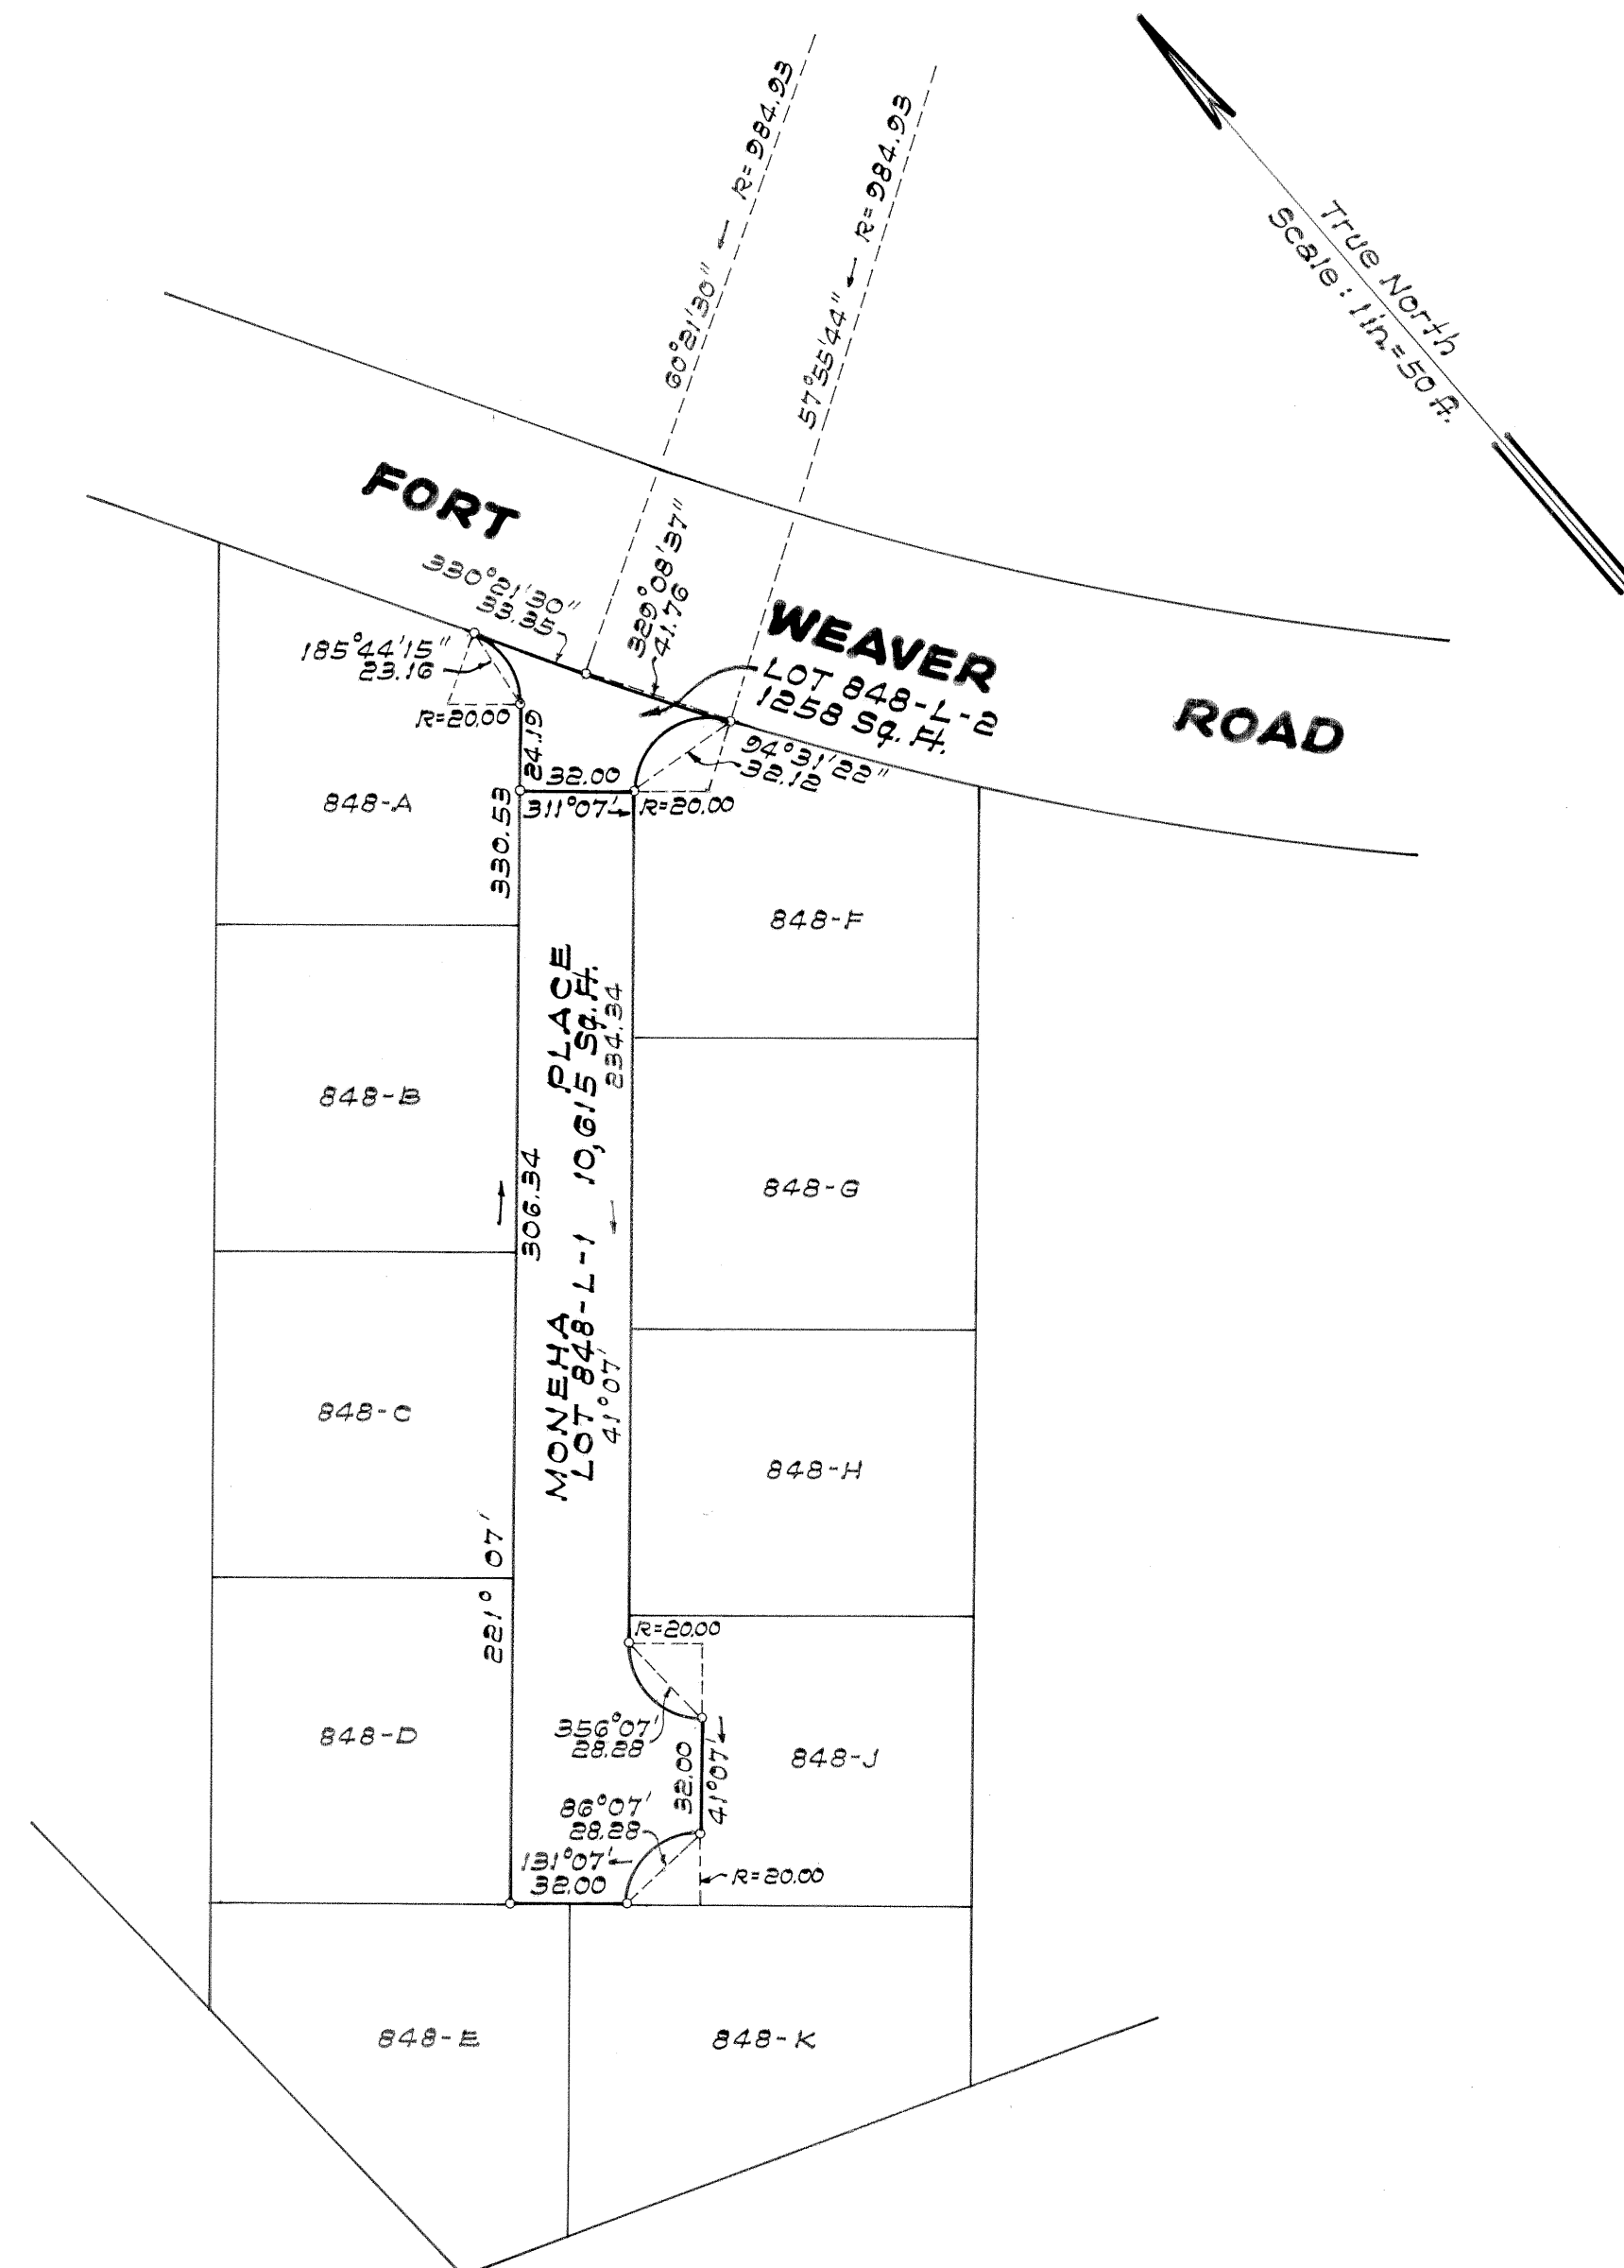 True North
Scale: 1in.=50ft.
60°21'30" ← R=984.93
57°55'44" ← R=984.93
FORT
WEAVER
ROAD
330°21'30"
33.35
329°08'37"
41.76
185°44'15"
23.16
R=20.00
LOT 848-L-2
1258 Sq. Ft.
94°31'22"
32.12
24.19
32.00
311°07'
R=20.00
330.53
848-A
848-F
848-B
848-G
848-C
848-H
848-D
848-J
MONEHA PLACE
LOT 848-L-1 10,615 Sq. Ft.
41°07' ← 234.34
306.34
221° 07'
R=20.00
356°07'
28.28
32.00
41°07'
86°07'
28.28
131°07'
32.00
R=20.00
848-E
848-K